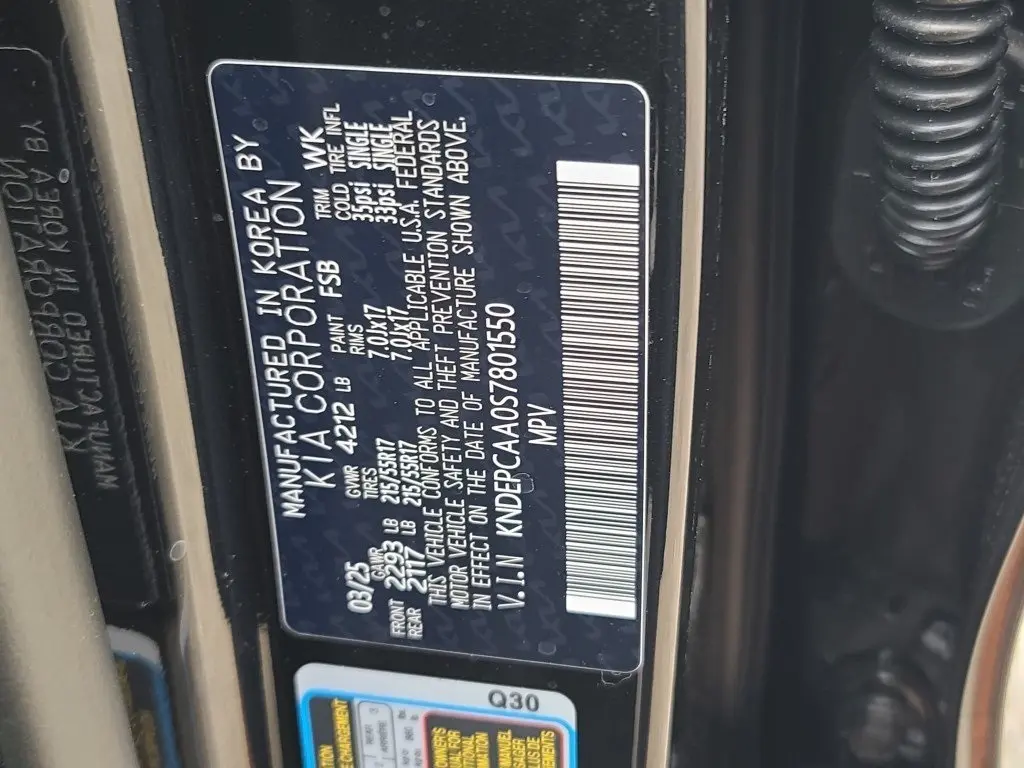 MANUFACTURED IN KOREA BY
KIA CORPORATION
03/25 GVWR 4212 LB PAINT FSB TRIM WK
GAWR TIRES RIMS COLD TIRE INFL
FRONT 2293 LB 215/55R17 7.0Jx17 35psi SINGLE
REAR 2117 LB 215/55R17 7.0Jx17 33psi SINGLE
THIS VEHICLE CONFORMS TO ALL APPLICABLE U.S.A. FEDERAL
MOTOR VEHICLE SAFETY AND THEFT PREVENTION STANDARDS
IN EFFECT ON THE DATE OF MANUFACTURE SHOWN ABOVE.
V.I.N KNDEPCAA0S7801550
MPV
Q30